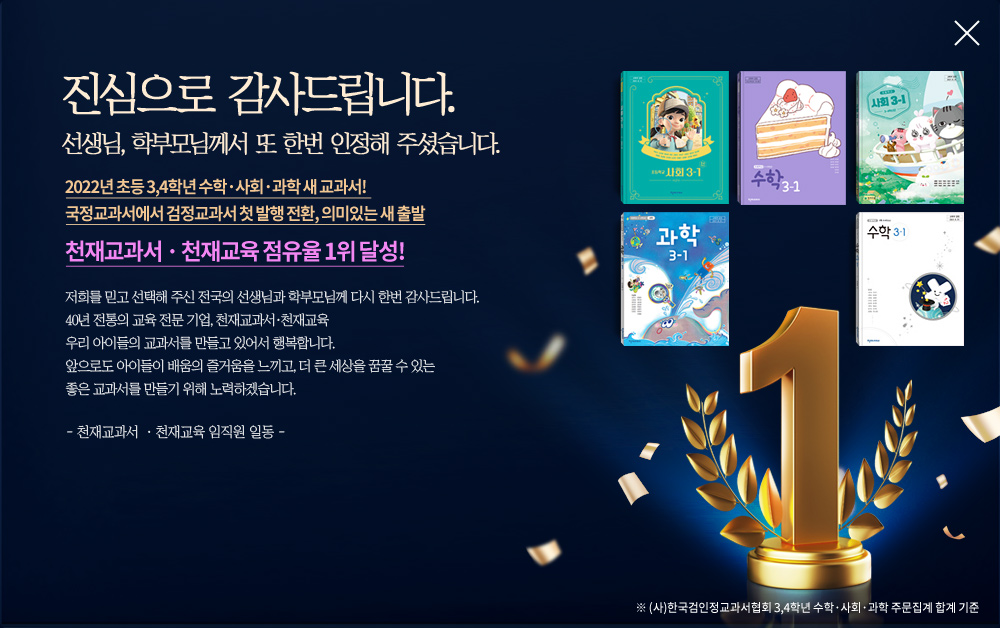 진심으로 감사드립니다.
선생님, 학부모님께서 또 한번 인정해 주셨습니다.
2022년 초등 3,4학년 수학·사회·과학 새 교과서!
국정교과서에서 검정교과서 첫 발행 전환, 의미있는 새 출발
천재교과서 · 천재교육 점유율 1위 달성!
저희를 믿고 선택해 주신 전국의 선생님과 학부모님께 다시 한번 감사드립니다.
40년 전통의 교육 전문 기업, 천재교과서·천재교육
우리 아이들의 교과서를 만들고 있어서 행복합니다.
앞으로도 아이들이 배움의 즐거움을 느끼고, 더 큰 세상을 꿈꿀 수 있는
좋은 교과서를 만들기 위해 노력하겠습니다.
- 천재교과서 · 천재교육 임직원 일동 -
사회 3-1
수학 3-1
사회 3-1
과학
3-1
수학 3-1
1
※ (사)한국검인정교과서협회 3,4학년 수학·사회·과학 주문집계 합계 기준